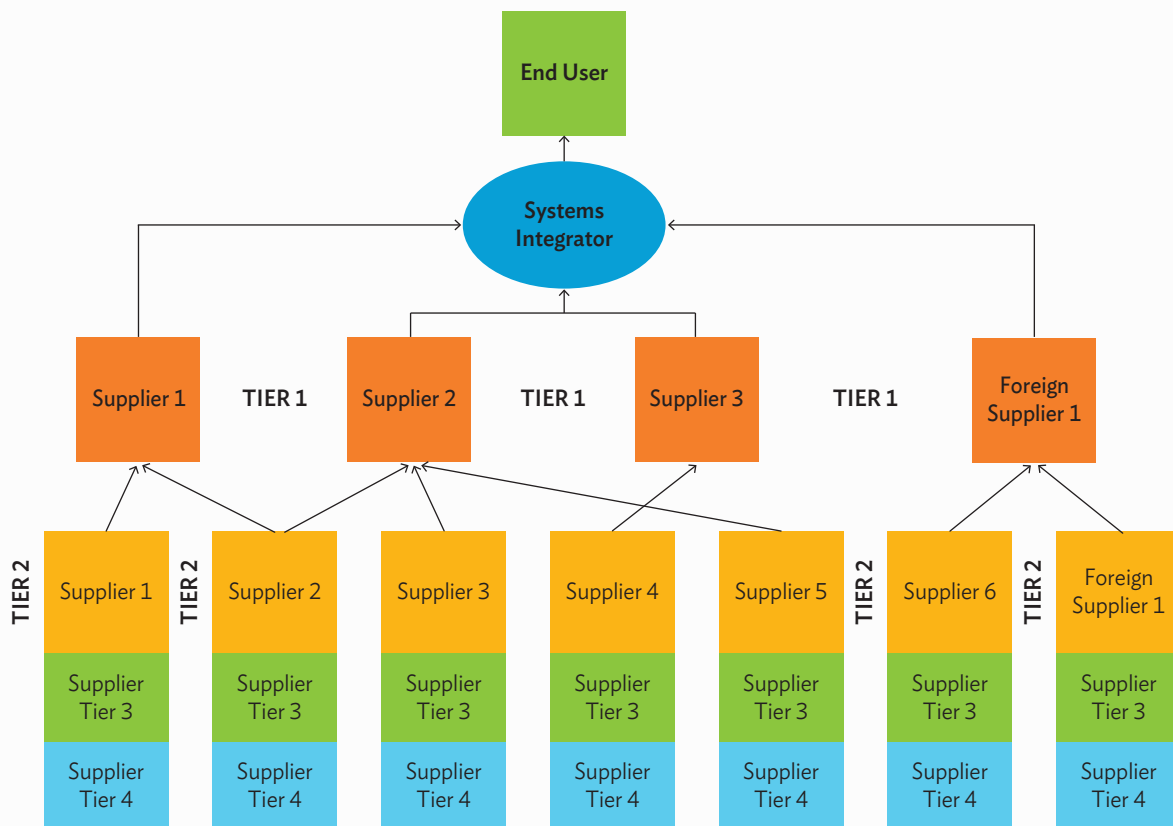 End User
Systems
Integrator
Supplier 1
TIER 1
Supplier 2
TIER 1
Supplier 3
TIER 1
Foreign
Supplier 1
TIER 2
Supplier 1
TIER 2
Supplier 2
Supplier 3
Supplier 4
Supplier 5
TIER 2
Supplier 6
TIER 2
Foreign
Supplier 1
Supplier
Tier 3
Supplier
Tier 3
Supplier
Tier 3
Supplier
Tier 3
Supplier
Tier 3
Supplier
Tier 3
Supplier
Tier 3
Supplier
Tier 4
Supplier
Tier 4
Supplier
Tier 4
Supplier
Tier 4
Supplier
Tier 4
Supplier
Tier 4
Supplier
Tier 4